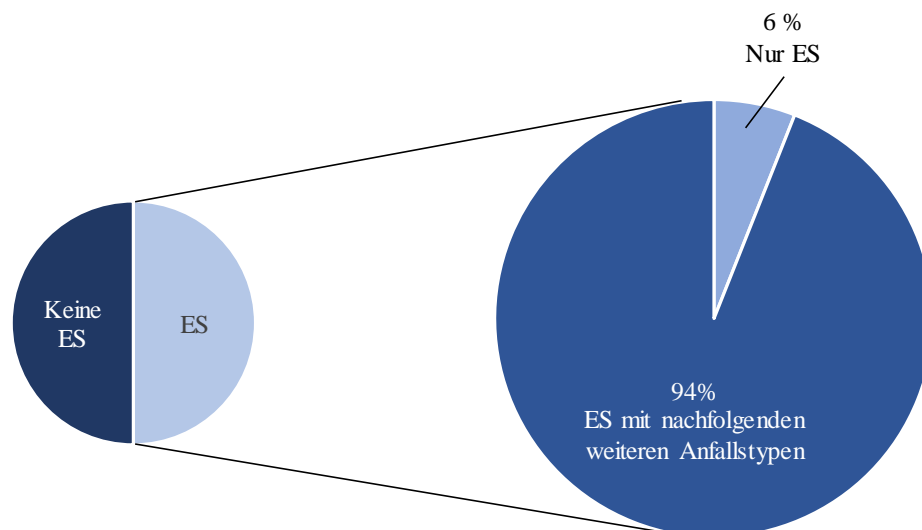 6 %
Nur ES
Keine
ES
ES
94%
ES mit nachfolgenden
weiteren Anfallstypen